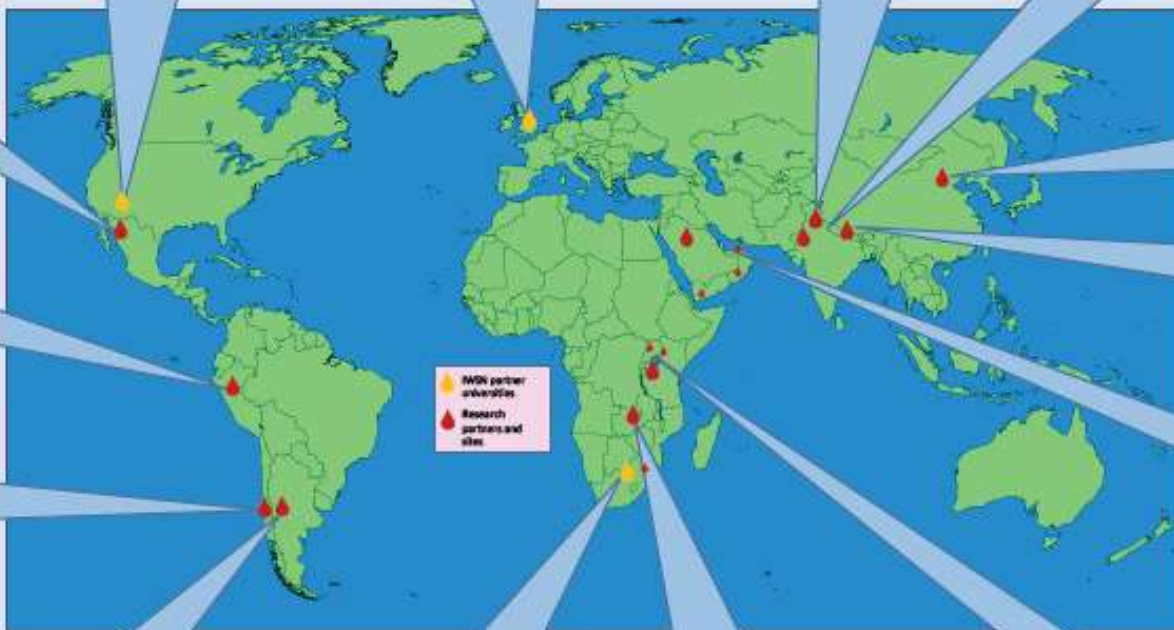 IWSN partner
universities
Research
partners and
sites